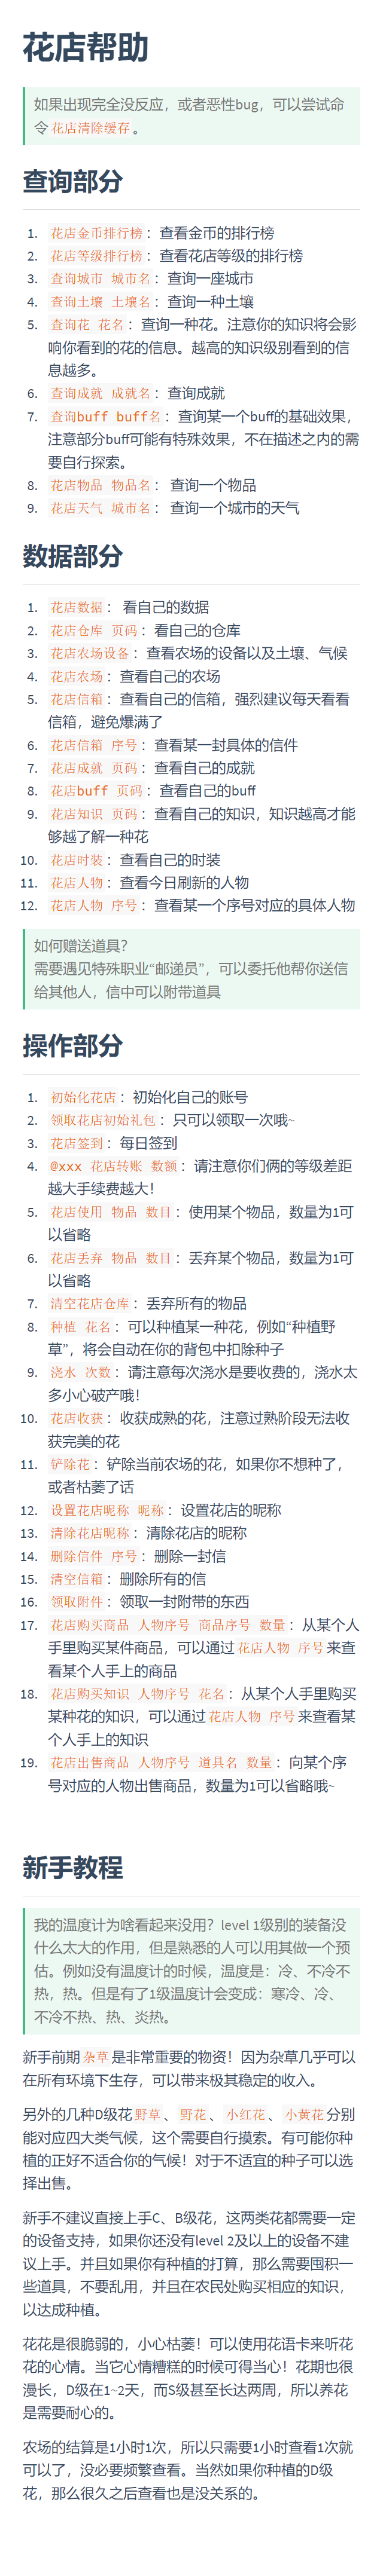 花店帮助
如果出现完全没反应，或者恶性bug，可以尝试命
令花店清除缓存。
查询部分
1. 花店金币排行榜：查看金币的排行榜
2. 花店等级排行榜：查看花店等级的排行榜
3. 查询城市 城市名：查询一座城市
4. 查询土壤 土壤名：查询一种土壤
5. 查询花 花名：查询一种花。注意你的知识将会影
响你看到的花的信息。越高的知识级别看到的信
息越多。
6. 查询成就 成就名：查询成就
7. 查询buff buff名：查询某一个buff的基础效果，
注意部分buff可能有特殊效果，不在描述之内的需
要自行探索。
8. 花店物品 物品名： 查询一个物品
9. 花店天气 城市名： 查询一个城市的天气
数据部分
1. 花店数据： 看自己的数据
2. 花店仓库 页码：看自己的仓库
3. 花店农场设备：查看农场的设备以及土壤、气候
4. 花店农场：查看自己的农场
5. 花店信箱：查看自己的信箱，强烈建议每天看看
信箱，避免爆满了
6. 花店信箱 序号：查看某一封具体的信件
7. 花店成就 页码：查看自己的成就
8. 花店buff 页码：查看自己的buff
9. 花店知识 页码：查看自己的知识，知识越高才能
够越了解一种花
10. 花店时装：查看自己的时装
11. 花店人物：查看今日刷新的人物
12. 花店人物 序号：查看某一个序号对应的具体人物
如何赠送道具？
需要遇见特殊职业“邮递员”，可以委托他帮你送信
给其他人，信中可以附带道具
操作部分
1. 初始化花店：初始化自己的账号
2. 领取花店初始礼包：只可以领取一次哦~
3. 花店签到：每日签到
4. @xxx 花店转账 数额：请注意你们俩的等级差距
越大手续费越大！
5. 花店使用 物品 数目：使用某个物品，数量为1可
以省略
6. 花店丢弃 物品 数目：丢弃某个物品，数量为1可
以省略
7. 清空花店仓库：丢弃所有的物品
8. 种植 花名：可以种植某一种花，例如“种植野
草”，将会自动在你的背包中扣除种子
9. 浇水 次数：请注意每次浇水是要收费的，浇水太
多小心破产哦！
10. 花店收获：收获成熟的花，注意过熟阶段无法收
获完美的花
11. 铲除花：铲除当前农场的花，如果你不想种了，
或者枯萎了话
12. 设置花店昵称 昵称：设置花店的昵称
13. 清除花店昵称：清除花店的昵称
14. 删除信件 序号：删除一封信
15. 清空信箱：删除所有的信
16. 领取附件：领取一封附带的东西
17. 花店购买商品 人物序号 商品序号 数量：从某个人
手里购买某件商品，可以通过花店人物 序号来查
看某个人手上的商品
18. 花店购买知识 人物序号 花名：从某个人手里购买
某种花的知识，可以通过花店人物 序号来查看某
个人手上的知识
19. 花店出售商品 人物序号 道具名 数量：向某个序
号对应的人物出售商品，数量为1可以省略哦~
新手教程
我的温度计为啥看起来没用？level 1级别的装备没
什么太大的作用，但是熟悉的人可以用其做一个预
估。例如没有温度计的时候，温度是：冷、不冷不
热，热。但是有了1级温度计会变成：寒冷、冷、
不冷不热、热、炎热。
新手前期杂草是非常重要的物资！因为杂草几乎可以
在所有环境下生存，可以带来极其稳定的收入。
另外的几种D级花野草、野花、小红花、小黄花分别
能对应四大类气候，这个需要自行摸索。有可能你种
植的正好不适合你的气候！对于不适宜的种子可以选
择出售。
新手不建议直接上手C、B级花，这两类花都需要一定
的设备支持，如果你还没有level 2及以上的设备不建
议上手。并且如果你有种植的打算，那么需要囤积一
些道具，不要乱用，并且在农民处购买相应的知识，
以达成种植。
花花是很脆弱的，小心枯萎！可以使用花语卡来听花
花的心情。当它心情糟糕的时候可得当心！花期也很
漫长，D级在1~2天，而S级甚至长达两周，所以养花
是需要耐心的。
农场的结算是1小时1次，所以只需要1小时查看1次就
可以了，没必要频繁查看。当然如果你种植的D级
花，那么很久之后查看也是没关系的。